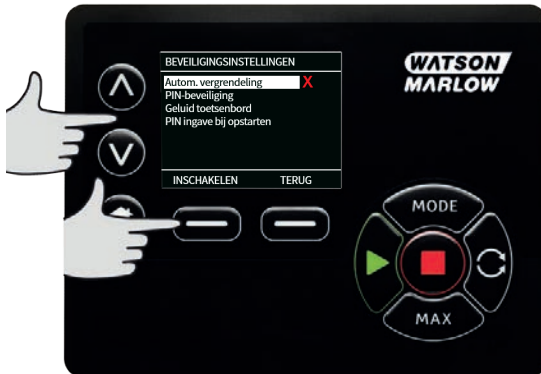 BEVEILIGINGSINSTELLINGEN
Autom. vergrendeling X
PIN-beveiliging
Geluid toetsenbord
PIN ingave bij opstarten
INSCHAKELEN TERUG
WATSON
MARLOW
MODE
MAX